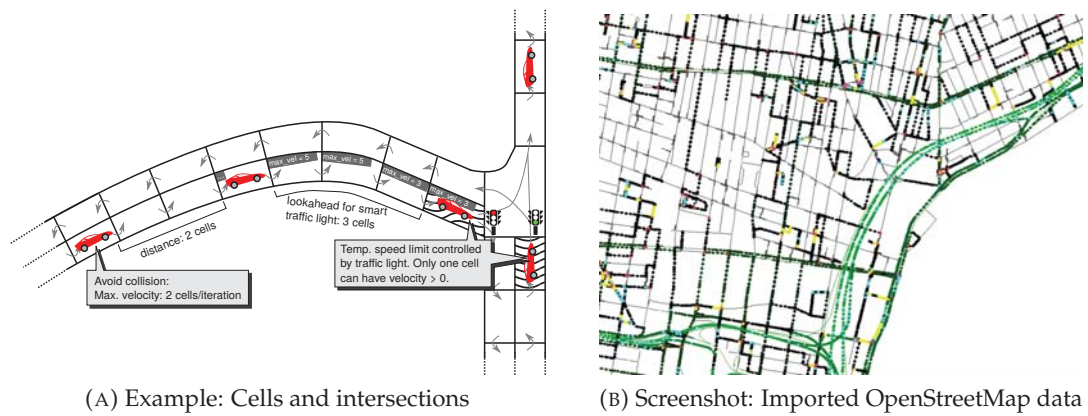 max_vel = 5
max_vel = 5
max_vel = 3
max_vel = 3
lookahead for smart
traffic light: 3 cells
distance: 2 cells
Temp. speed limit controlled
by traffic light. Only one cell
can have velocity > 0.
Avoid collision:
Max. velocity: 2 cells/iteration
(A) Example: Cells and intersections
(B) Screenshot: Imported OpenStreetMap data